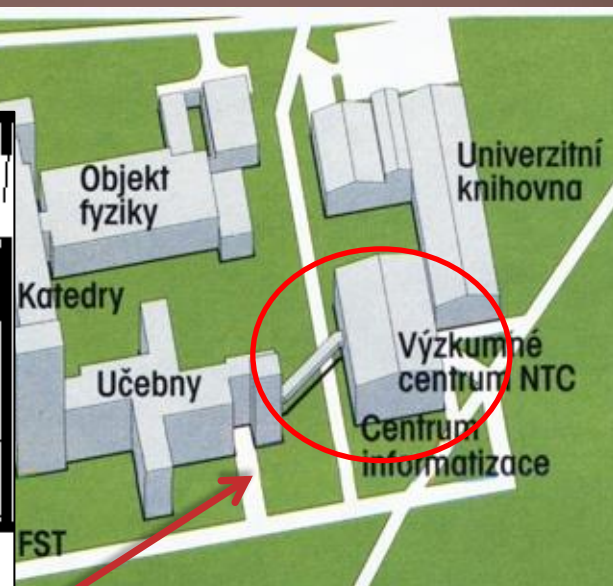 Objekt
fyziky
Univerzitní
knihovna
Katedry
Učebny
Výzkumné
centrum NTC
Centrum
informatizace
FST